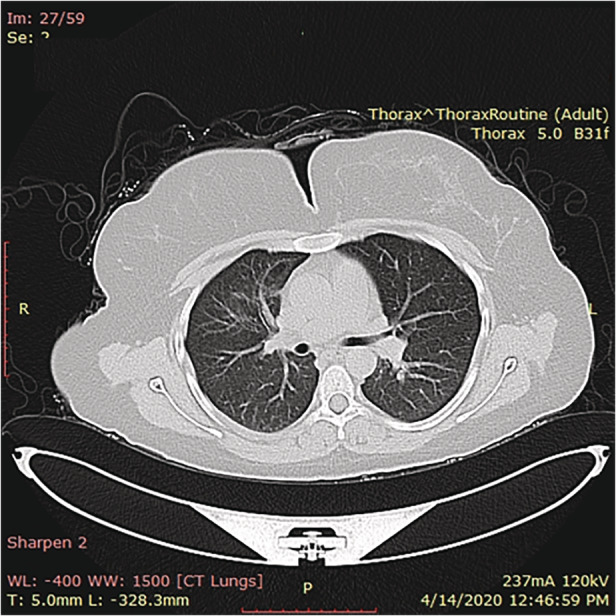 Im: 27/59
Se:
Thorax^ThoraxRoutine (Adult)
Thorax 5.0 B31f
R
L
Sharpen 2
WL: -400 WW: 1500 [CT Lungs]
T: 5.0mm L: -328.3mm
P
237mA 120kV
4/14/2020 12:46:59 PM